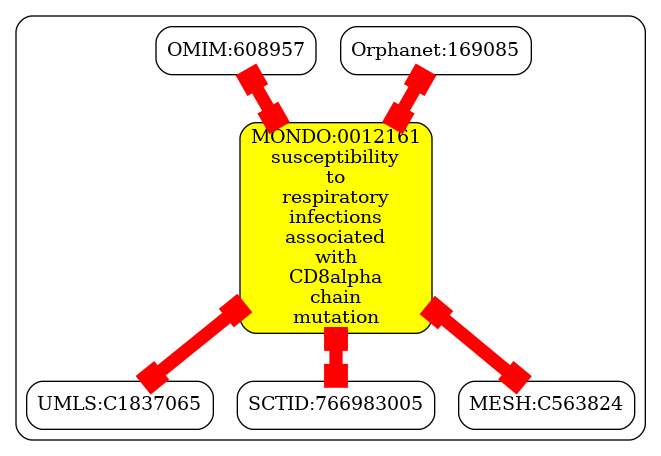 OMIM:608957
Orphanet:169085
MONDO:0012161
susceptibility
to
respiratory
infections
associated
with
CD8alpha
chain
mutation
UMLS:C1837065
SCTID:766983005
MESH:C563824